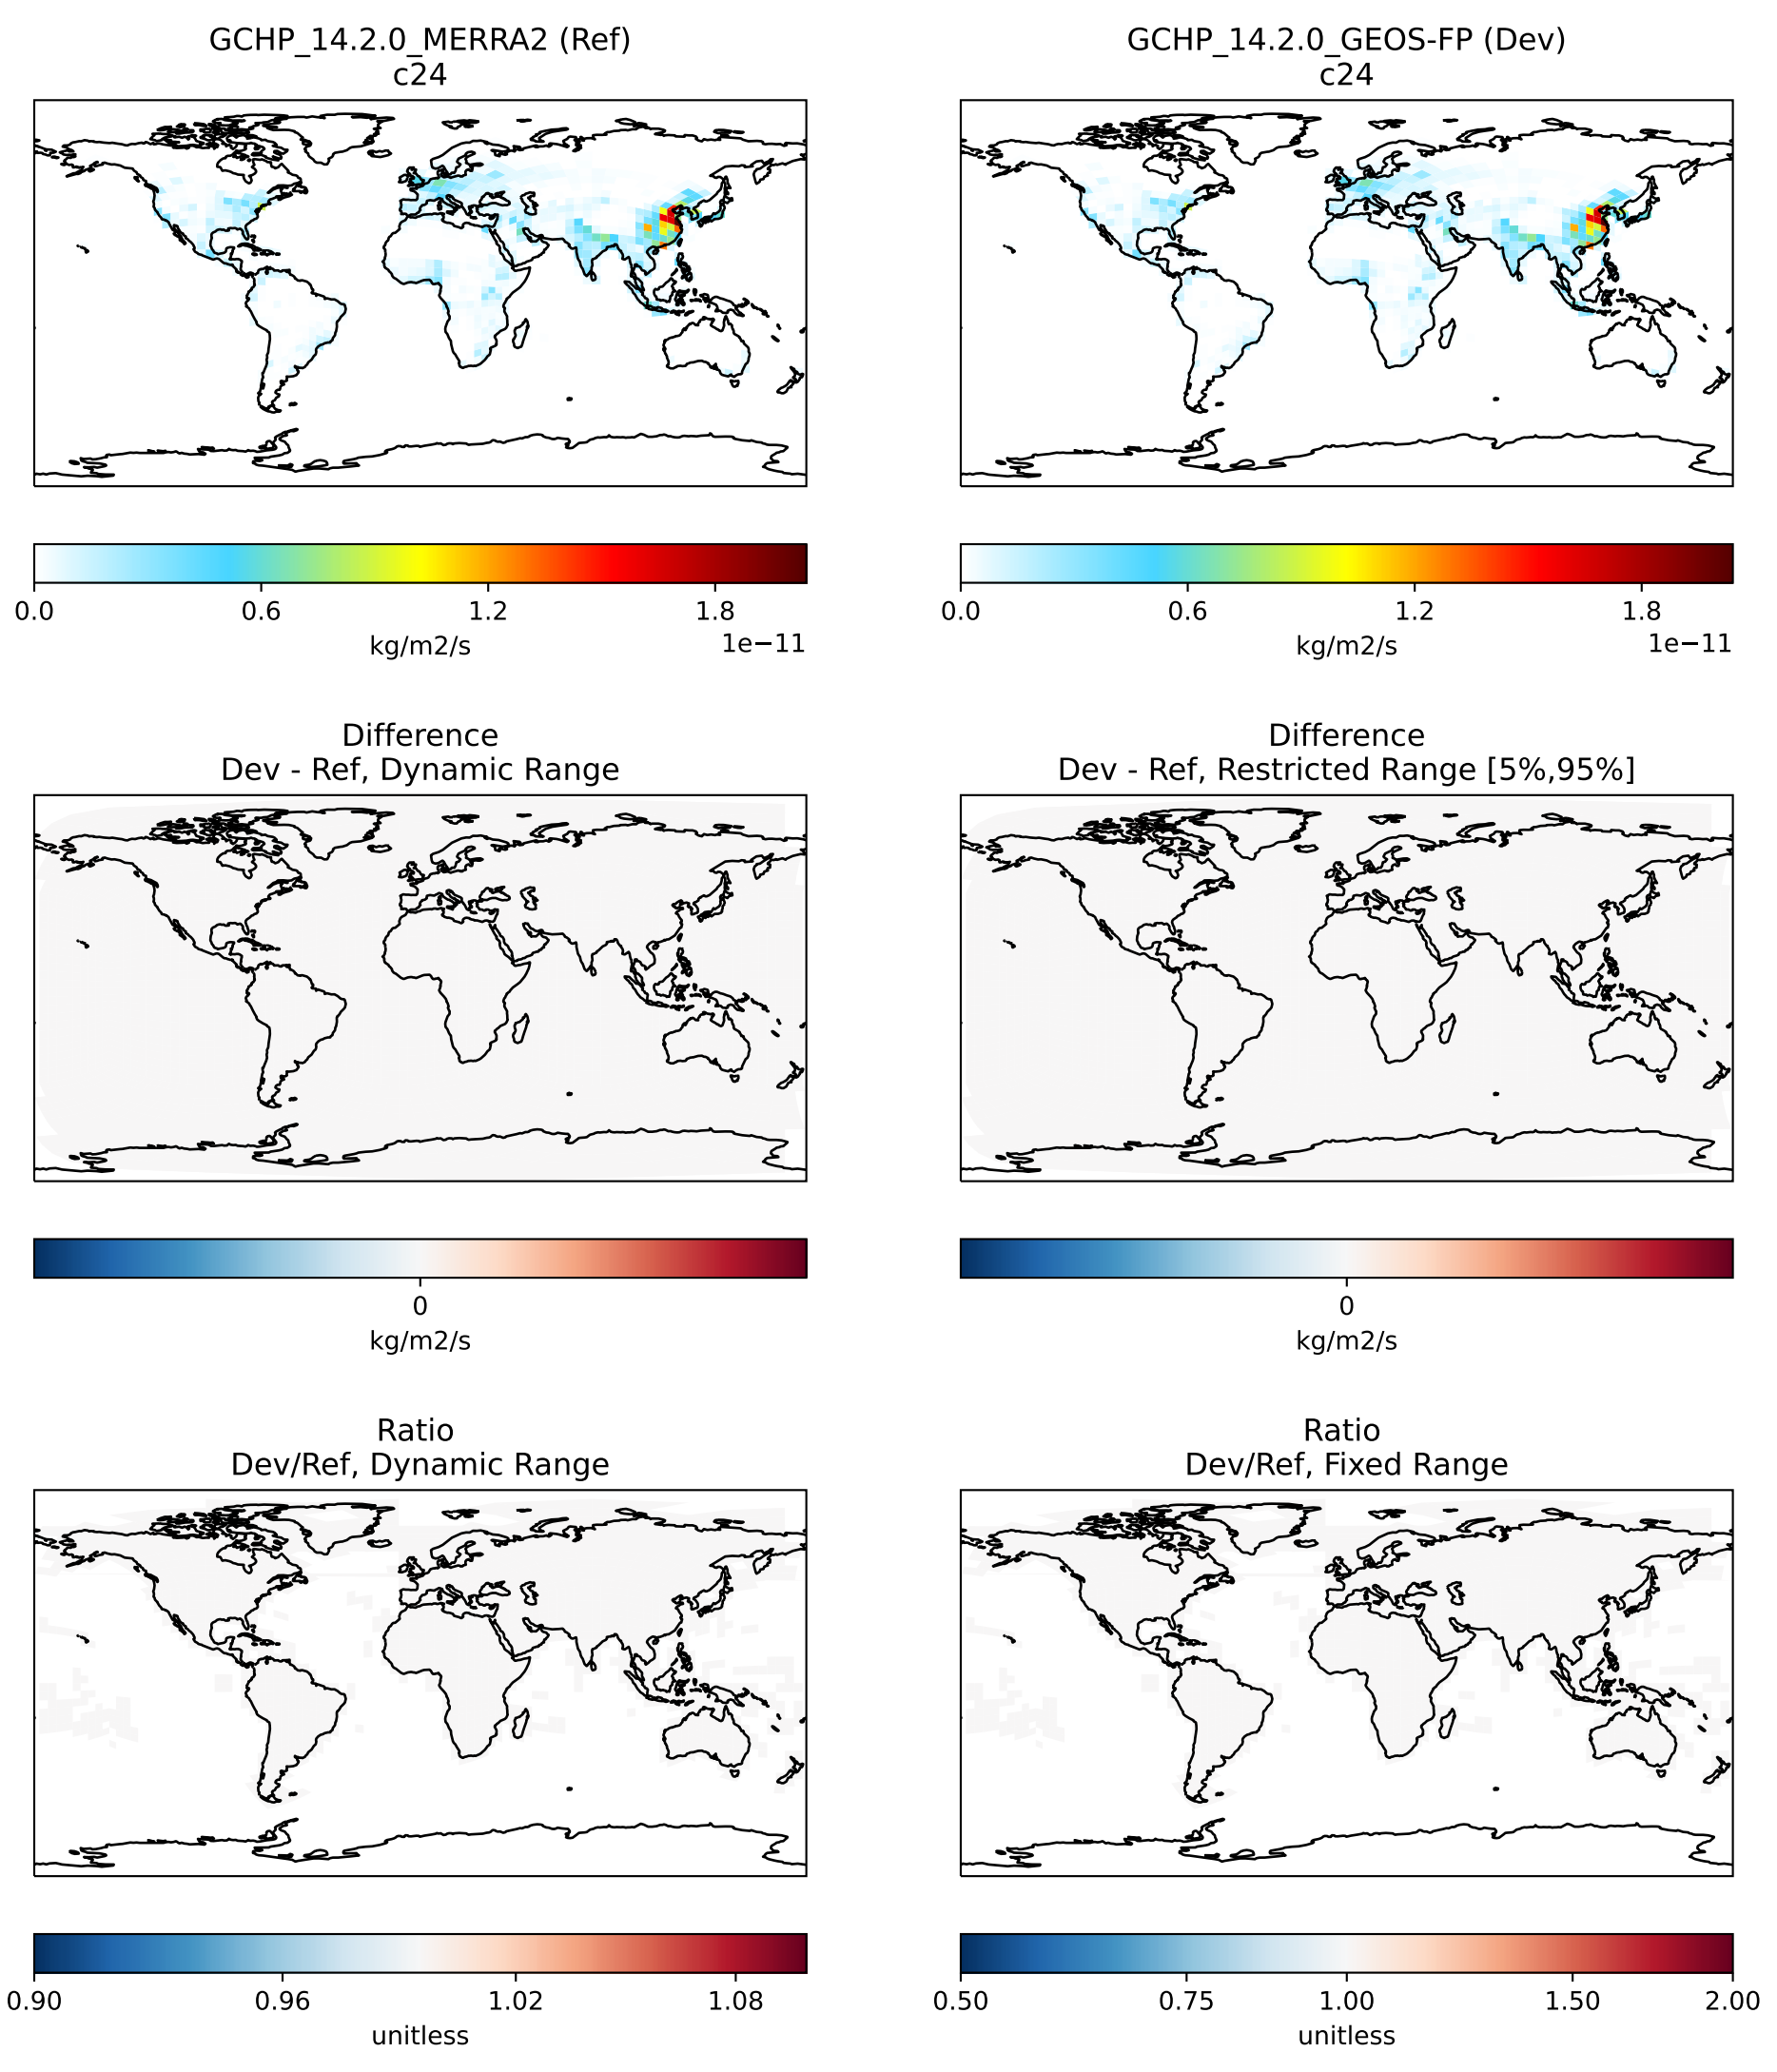 GCHP_14.2.0_MERRA2 (Ref)
c24
GCHP_14.2.0_GEOS-FP (Dev)
c24
0.0 0.6 1.2 1.8
1e−11
kg/m2/s
0.0 0.6 1.2 1.8
1e−11
kg/m2/s
Difference
Dev - Ref, Dynamic Range
Difference
Dev - Ref, Restricted Range [5%,95%]
0
kg/m2/s
0
kg/m2/s
Ratio
Dev/Ref, Dynamic Range
Ratio
Dev/Ref, Fixed Range
0.90 0.96 1.02 1.08
unitless
0.50 0.75 1.00 1.50 2.00
unitless